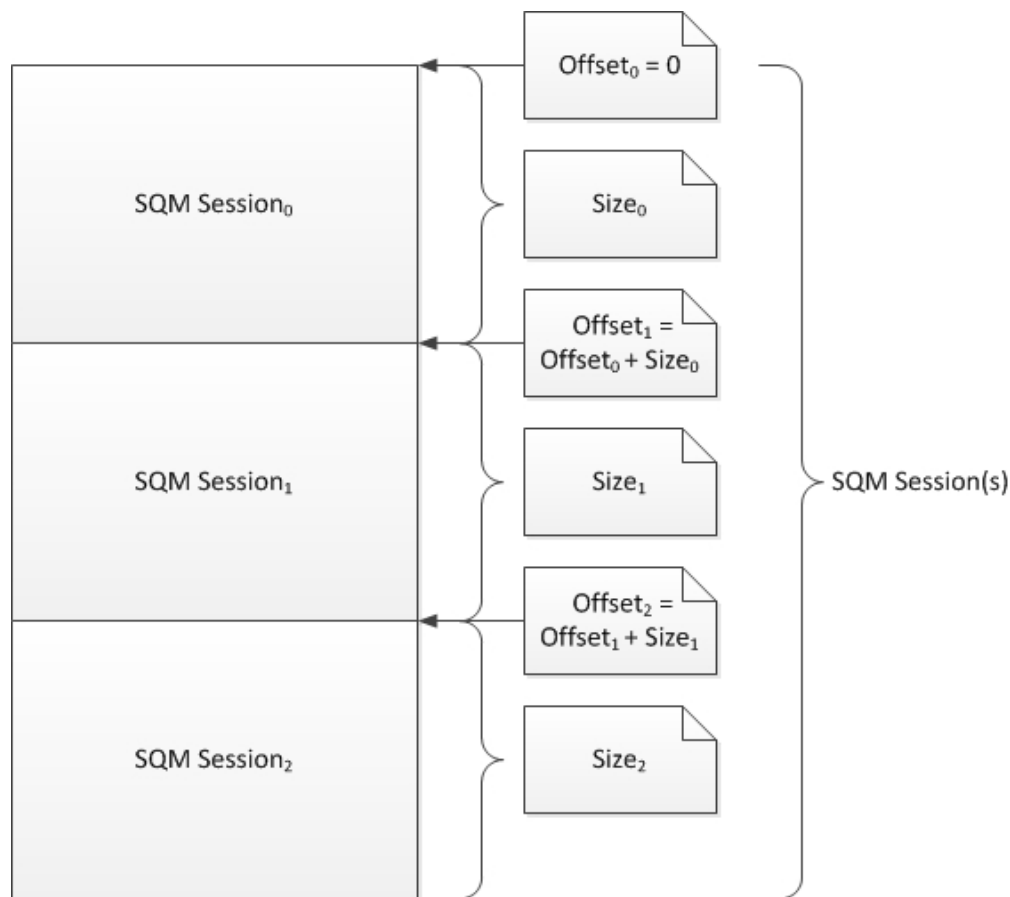 Offset₀ = 0
SQM Session₀
Size₀
Offset₁ =
Offset₀ + Size₀
SQM Session₁
Size₁
SQM Session(s)
Offset₂ =
Offset₁ + Size₁
SQM Session₂
Size₂